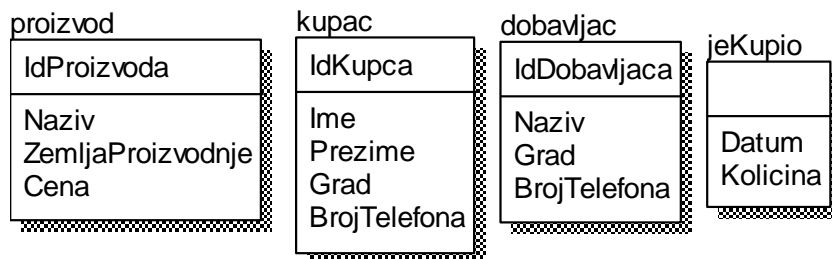 proizvod
IdProizvoda
Naziv
ZemljaProizvodnje
Cena
kupac
IdKupca
Ime
Prezime
Grad
BrojTelefona
dobavljac
IdDobavljaca
Naziv
Grad
BrojTelefona
jeKupio
Datum
Kolicina